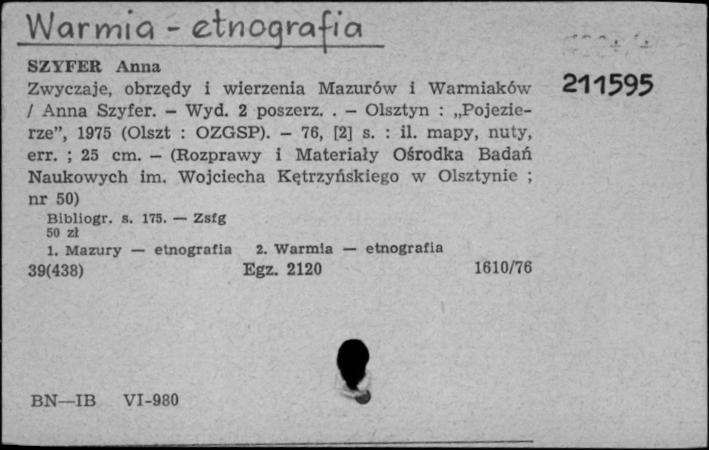 Warmia - etnografia
SZYFER Anna
Zwyczaje, obrzędy i wierzenia Mazurów i Warmiaków
/ Anna Szyfer. — Wyd. 2 poszerz. . — Olsztyn : „Pojezie-
rze”, 1975 (Olszt : OZGSP). — 76, [2] s. : il. mapy, nuty,
err. ; 25 cm. — (Rozprawy i Materiały Ośrodka Badań
Naukowych im. Wojciecha Kętrzyńskiego w Olsztynie ;
nr 50)
211595
Bibliogr. s. 175. — Zsfg
50 zł
1. Mazury — etnografia 2. Warmia — etnografia
39(438) Egz. 2120 1610/76
BN—IB VI-980